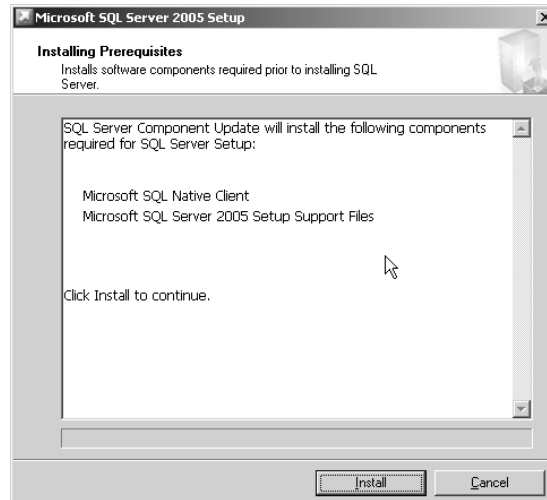 Microsoft SQL Server 2005 Setup
Installing Prerequisites
Installs software components required prior to installing SQL
Server.
SQL Server Component Update will install the following components
required for SQL Server Setup:
Microsoft SQL Native Client
Microsoft SQL Server 2005 Setup Support Files
Click Install to continue.
Install
Cancel